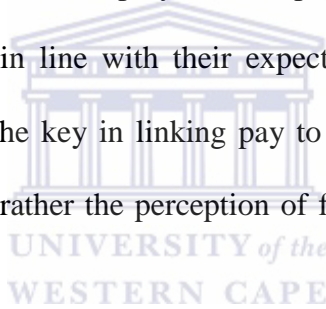 in line with their expect
he key in linking pay to
rather the perception of f
UNIVERSITY of the
WESTERN CAPE